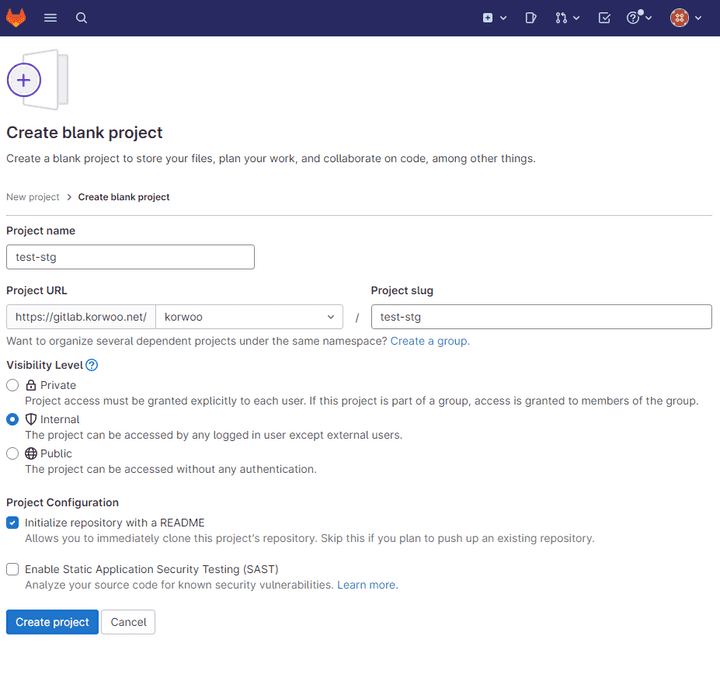 Create blank project
Create a blank project to store your files, plan your work, and collaborate on code, among other things.
New project > Create blank project
Project name
test-stg
Project URL
Project slug
https://gitlab.korwoo.net/
korwoo
/
test-stg
Want to organize several dependent projects under the same namespace? Create a group.
Visibility Level
Private
Project access must be granted explicitly to each user. If this project is part of a group, access is granted to members of the group.
Internal
The project can be accessed by any logged in user except external users.
Public
The project can be accessed without any authentication.
Project Configuration
Initialize repository with a README
Allows you to immediately clone this project's repository. Skip this if you plan to push up an existing repository.
Enable Static Application Security Testing (SAST)
Analyze your source code for known security vulnerabilities. Learn more.
Create project
Cancel